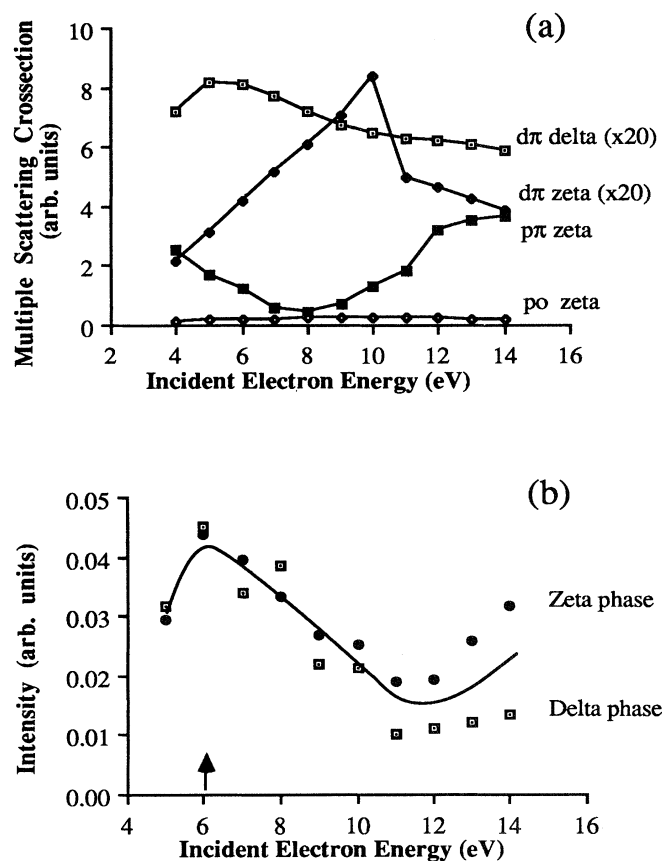 (a)
Multiple Scattering Crossection
(arb. units)
10
8
6
4
2
0
dπ delta (x20)
dπ zeta (x20)
pπ zeta
po zeta
2 4 6 8 10 12 14 16
Incident Electron Energy (eV)
(b)
Intensity (arb. units)
0.05
0.04
0.03
0.02
0.01
0.00
Zeta phase
Delta phase
4 6 8 10 12 14 16
Incident Electron Energy (eV)